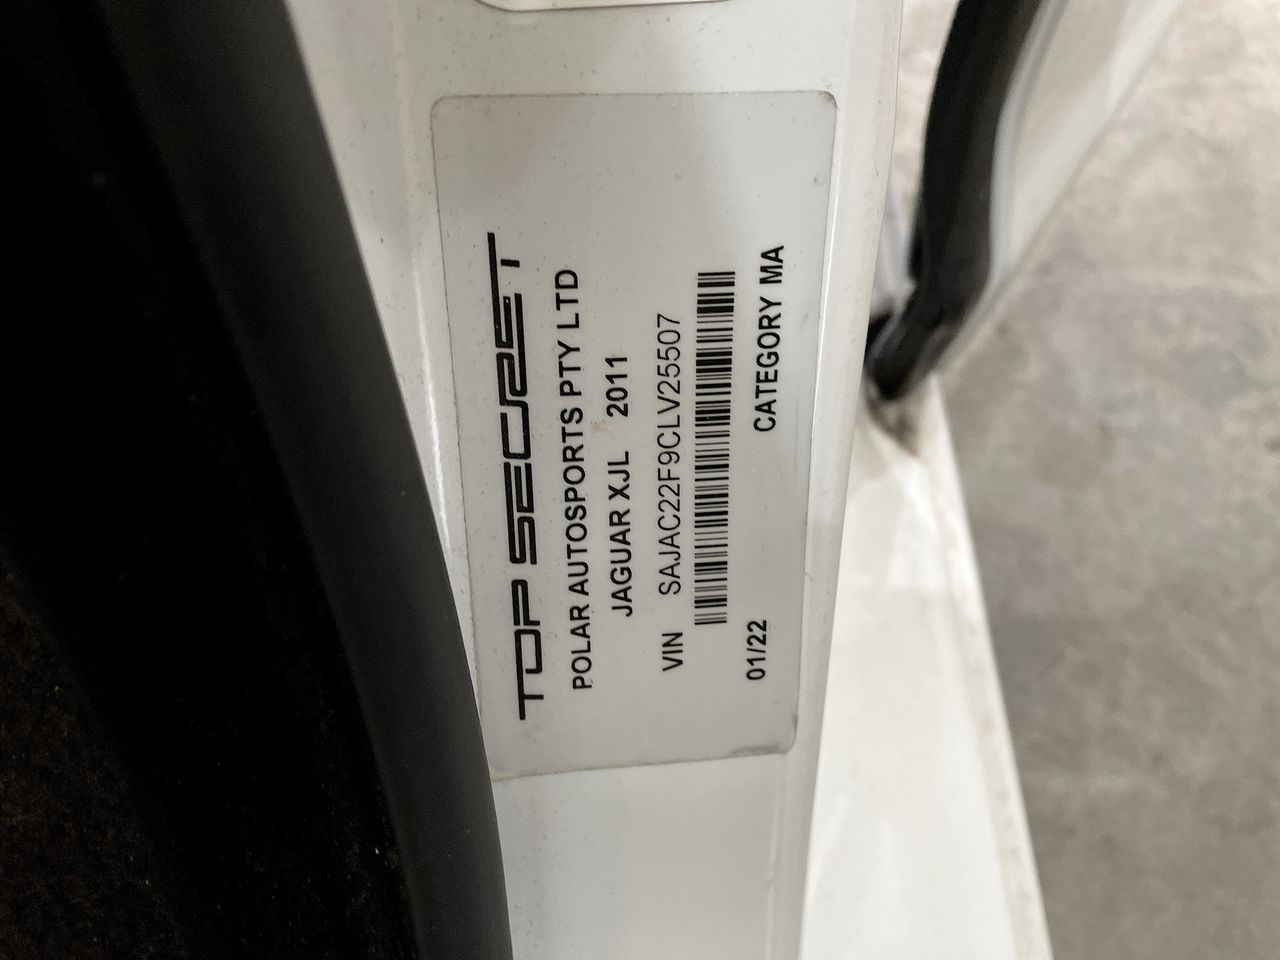 TOP SECRET
POLAR AUTOSPORTS PTY LTD
JAGUAR XJL 2011
VIN SAJAC22F9CLV25507
01/22 CATEGORY MA